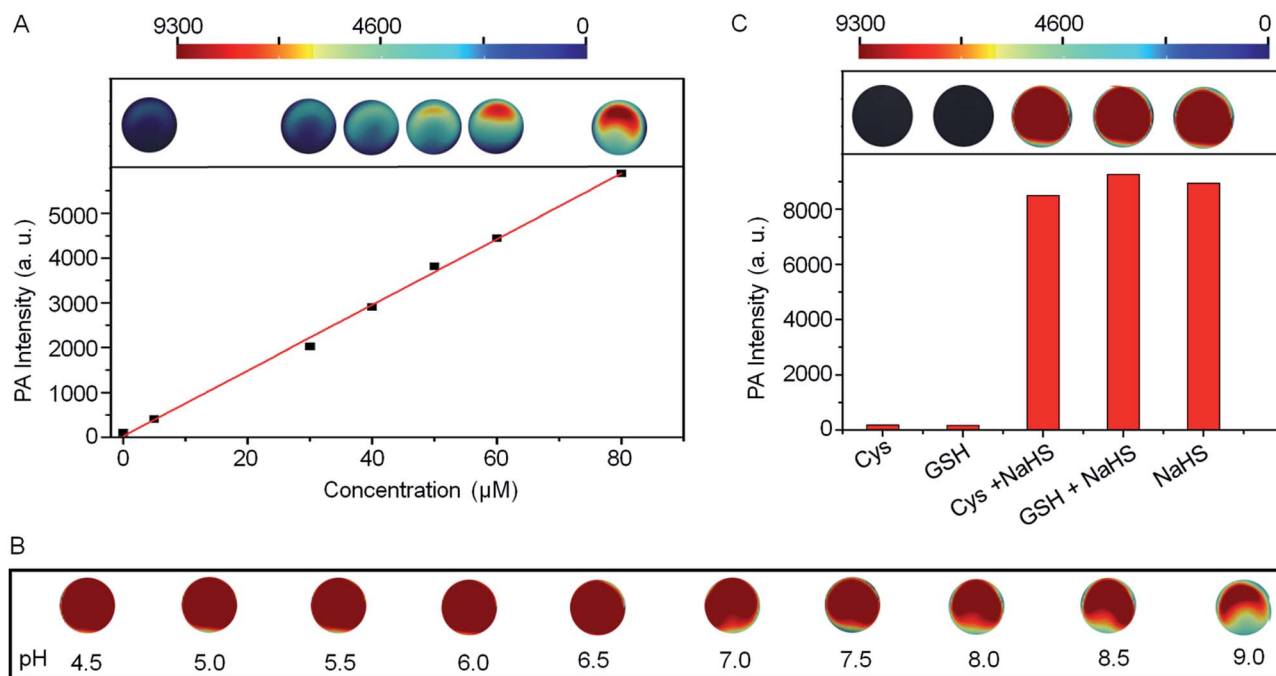 A
9300 4600 0
PA Intensity (a. u.)
5000
4000
3000
2000
1000
0
0 20 40 60 80
Concentration (µM)
C
9300 4600 0
PA Intensity (a. u.)
8000
6000
4000
2000
0
Cys
GSH
Cys +NaHS
GSH + NaHS
NaHS
B
pH 4.5 5.0 5.5 6.0 6.5 7.0 7.5 8.0 8.5 9.0